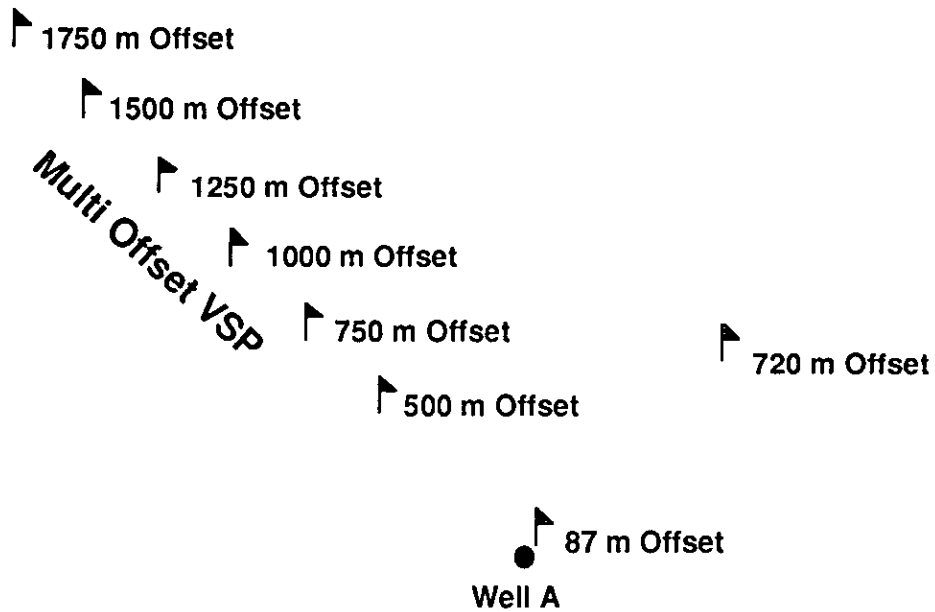 1750 m Offset
1500 m Offset
1250 m Offset
Multi Offset VSP
1000 m Offset
750 m Offset
720 m Offset
500 m Offset
87 m Offset
Well A